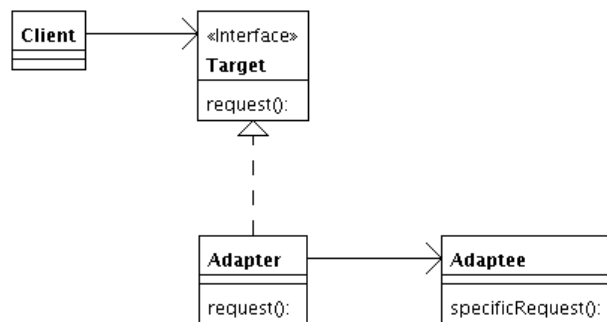 Client
«Interface»
Target
request():
Adapter
request():
Adaptee
specificRequest():